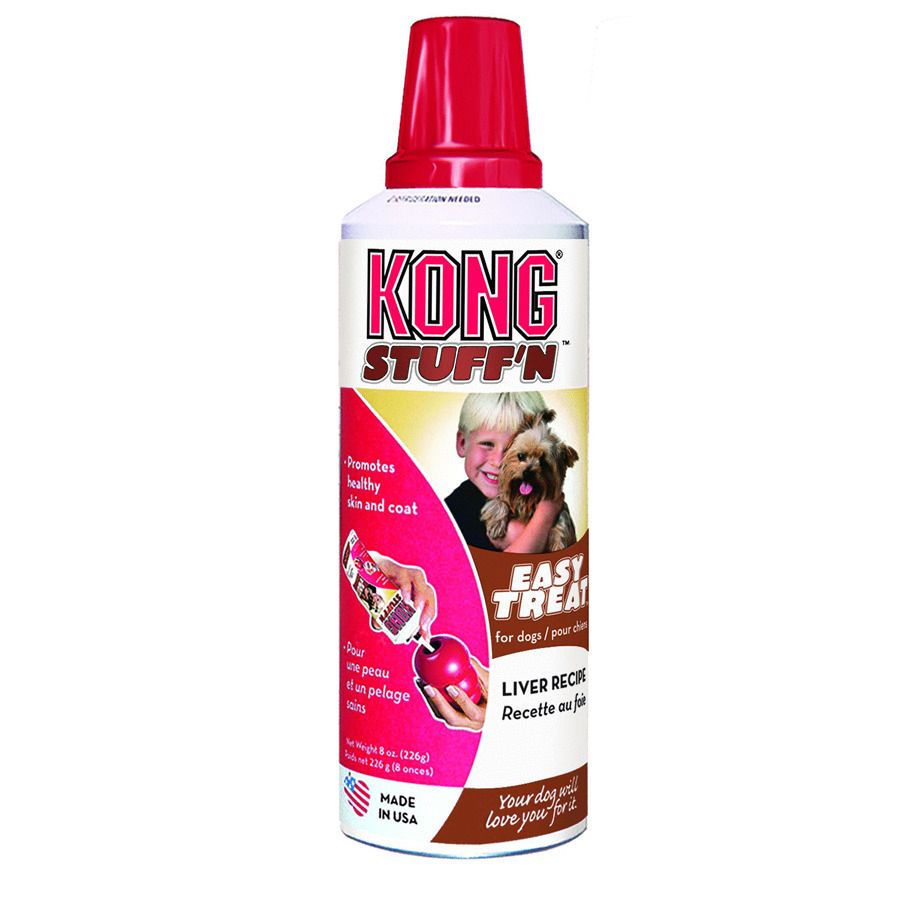 REFRIGERATION NEEDED
KONG®
STUFF'N™
• Promotes
healthy
skin and coat
EASY
TREAT
for dogs / pour chiens
• Pour
une peau
et un pelage
sains
LIVER RECIPE
Recette au foie
Net Weight 8 oz. (226g)
Poids net 226 g (8 onces)
MADE
IN USA
Your dog will
love you for it.